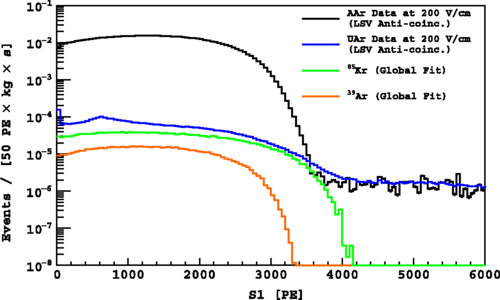 10⁻¹
10⁻²
10⁻³
10⁻⁴
10⁻⁵
10⁻⁶
10⁻⁷
10⁻⁸
Events / [50 PE × kg × s]
AAr Data at 200 V/cm
(LSV Anti-coinc.)
UAr Data at 200 V/cm
(LSV Anti-coinc.)
⁸⁵Kr (Global Fit)
³⁹Ar (Global Fit)
0 1000 2000 3000 4000 5000 6000
S1 [PE]